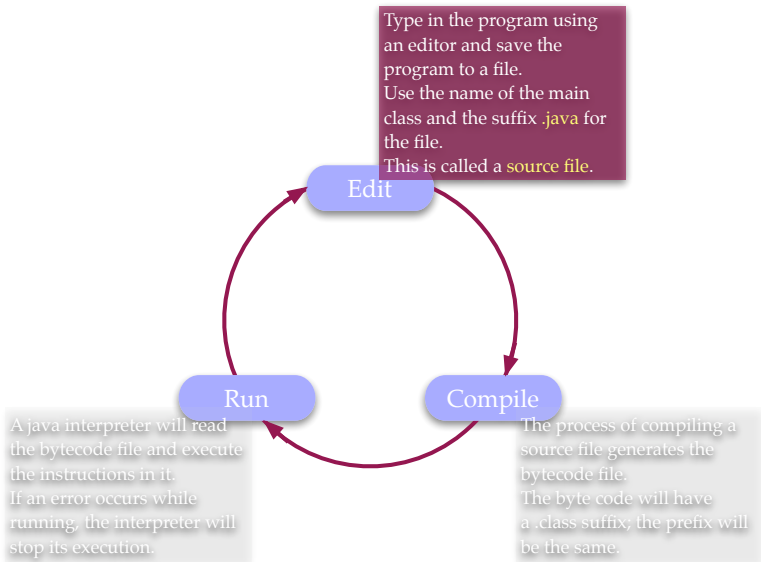 Type in the program using
an editor and save the
program to a file.
Use the name of the main
class and the suffix .java for
the file.
This is called a source file.
Edit
Run
Compile
A java interpreter will read
the bytecode file and execute
the instructions in it.
If an error occurs while
running, the interpreter will
stop its execution.
The process of compiling a
source file generates the
bytecode file.
The byte code will have
a .class suffix; the prefix will
be the same.